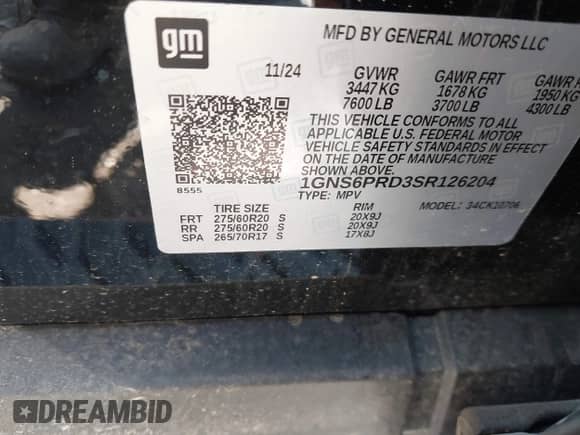 gm
MFD BY GENERAL MOTORS LLC
11/24 GVWR GAWR FRT GAWR
3447 KG 1678 KG 1950 KG
7600 LB 3700 LB 4300 LB
THIS VEHICLE CONFORMS TO ALL
APPLICABLE U.S. FEDERAL MOTOR
VEHICLE SAFETY STANDARDS IN EFFECT
ON THE DATE OF MANUFACTURE
SHOWN ABOVE.
1GNS6PRD3SR126204
8555
TYPE: MPV MODEL: 34CK10706
TIRE SIZE RIM
FRT 275/60R20 S 20X9J
RR 275/60R20 S 20X9J
SPA 265/70R17 S 17X8J
DREAMBID